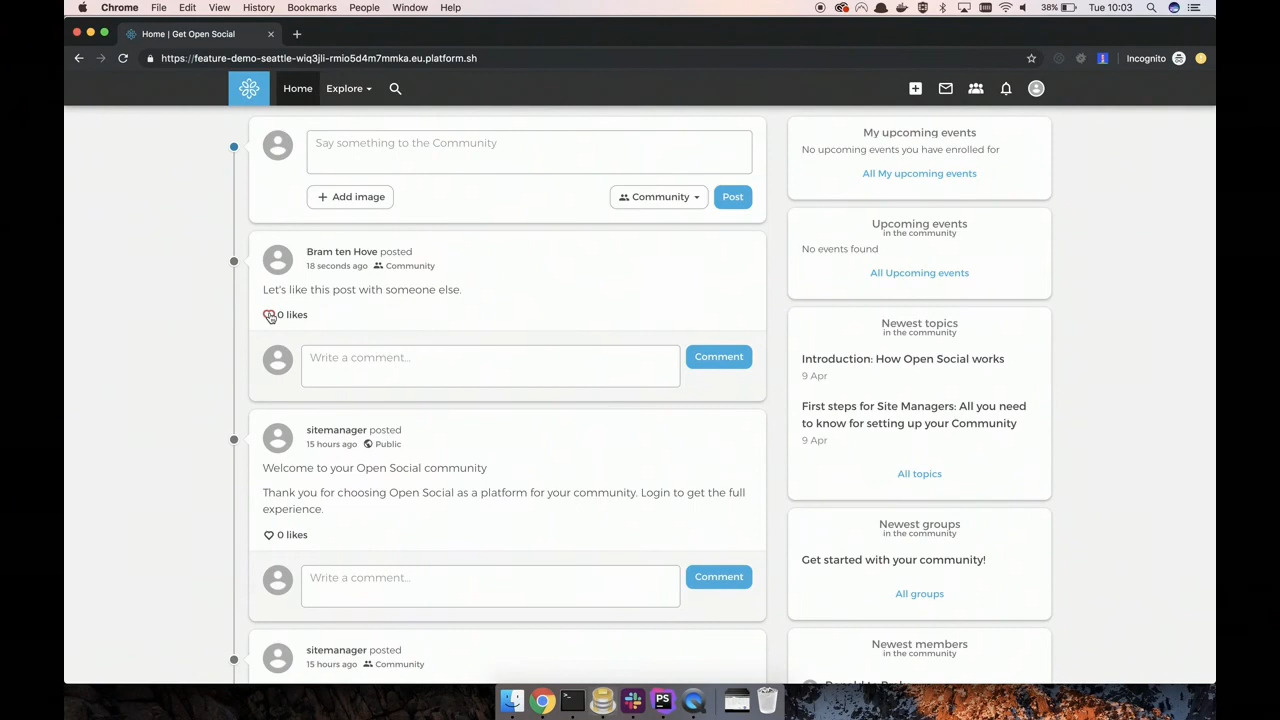 Chrome File Edit View History Bookmarks People Window Help 38% Tue 10:03
Home | Get Open Social
https://feature-demo-seattle-wiq3jli-rmio5d4m7mmka.eu.platform.sh Incognito
Home Explore
Say something to the Community
Add image Community Post
Bram ten Hove posted
18 seconds ago Community
Let's like this post with someone else.
0 likes
Write a comment... Comment
sitemanager posted
15 hours ago Public
Welcome to your Open Social community
Thank you for choosing Open Social as a platform for your community. Login to get the full
experience.
0 likes
Write a comment... Comment
sitemanager posted
15 hours ago Community
My upcoming events
No upcoming events you have enrolled for
All My upcoming events
Upcoming events
in the community
No events found
All Upcoming events
Newest topics
in the community
Introduction: How Open Social works
9 Apr
First steps for Site Managers: All you need
to know for setting up your Community
9 Apr
All topics
Newest groups
in the community
Get started with your community!
All groups
Newest members
in the community
PS